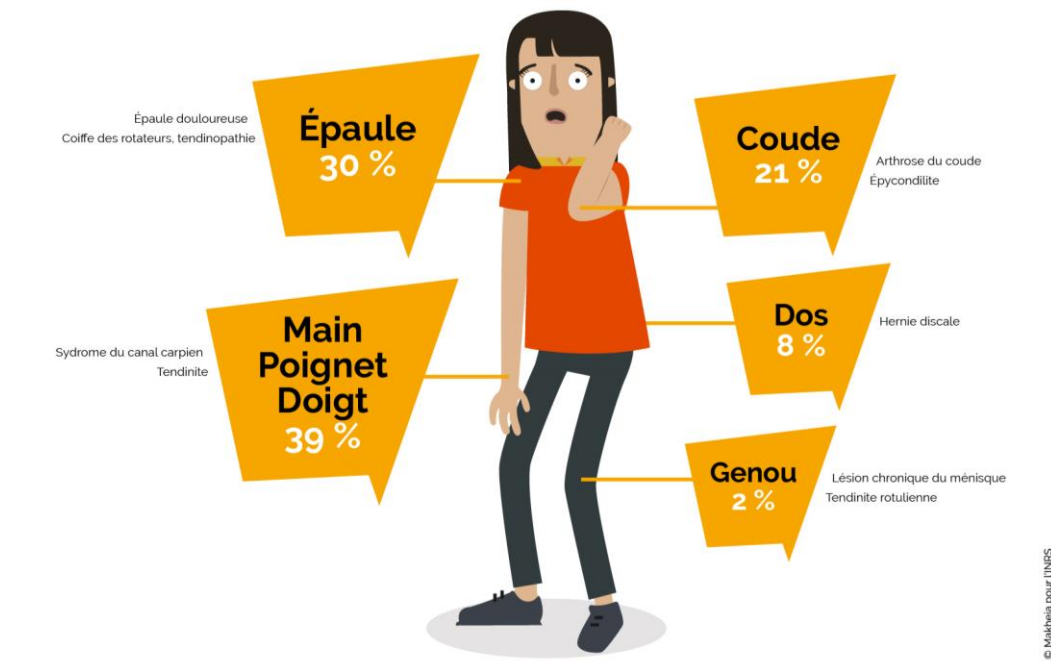 Épaule douloureuse
Coiffe des rotateurs, tendinopathie
Épaule
30 %
Coude
21 %
Arthrose du coude
Épycondilite
Sydrome du canal carpien
Tendinite
Main
Poignet
Doigt
39 %
Dos
8 %
Hernie discale
Genou
2 %
Lésion chronique du ménisque
Tendinite rotulienne
© Makheia pour l'INRS